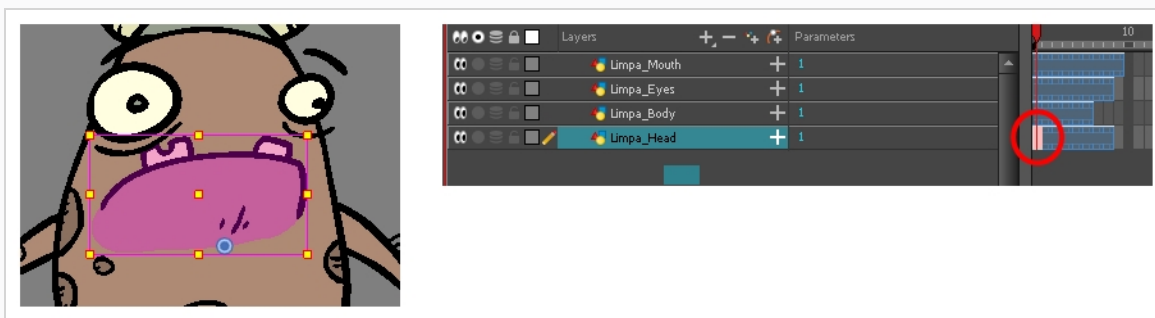 Layers Parameters 10
Limpa_Mouth 1
Limpa_Eyes 1
Limpa_Body 1
Limpa_Head 1